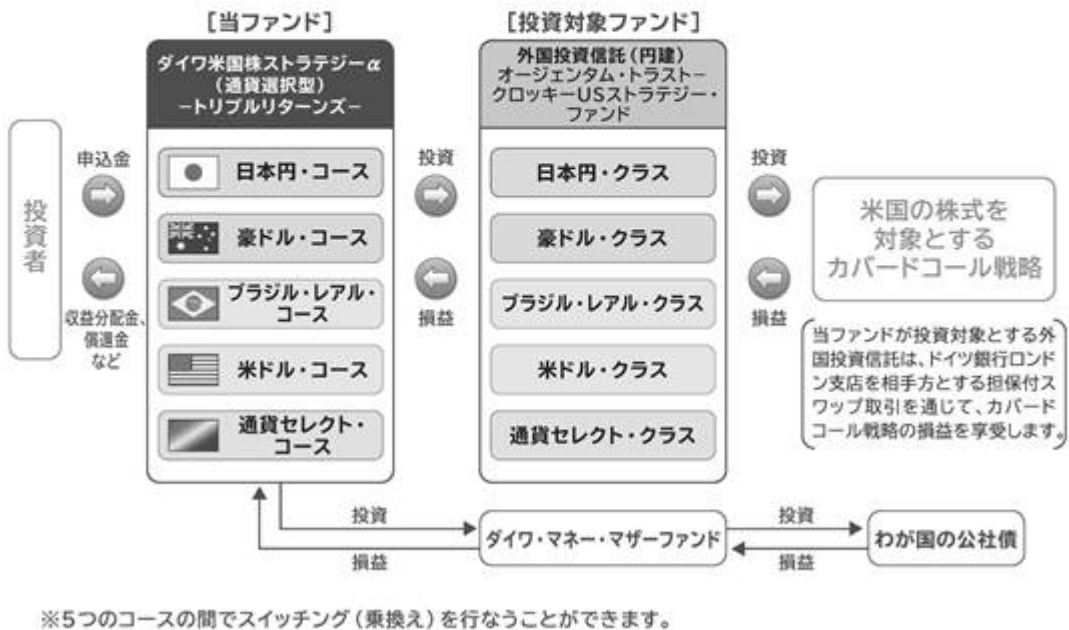 [当ファンド]
[投資対象ファンド]
ダイワ米国株ストラテジーα
(通貨選択型)
－トリプルリターンズ－
外国投資信託(円建)
オージェンタム・トラスト－
クロッキーUSストラテジー・
ファンド
投資者
申込金
収益分配金、
償還金
など
日本円・コース
豪ドル・コース
ブラジル・レアル・
コース
米ドル・コース
通貨セレクト・
コース
投資
損益
日本円・クラス
豪ドル・クラス
ブラジル・レアル・クラス
米ドル・クラス
通貨セレクト・クラス
投資
損益
米国の株式を
対象とする
カバードコール戦略
当ファンドが投資対象とする外
国投資信託は、ドイツ銀行ロンド
ン支店を相手方とする担保付ス
ワップ取引を通じて、カバード
コール戦略の損益を享受します。
投資
損益
ダイワ・マネー・マザーファンド
投資
損益
わが国の公社債
※5つのコースの間でスイッチング(乗換え)を行なうことができます。